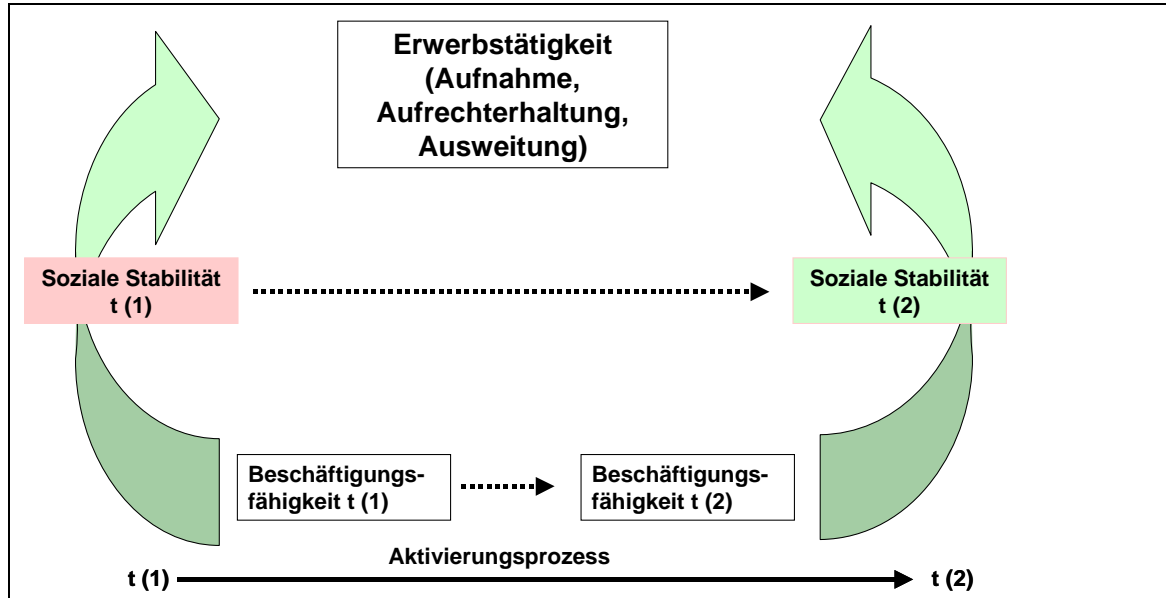 Erwerbstätigkeit
(Aufnahme,
Aufrechterhaltung,
Ausweitung)
Soziale Stabilität
t (1)
Soziale Stabilität
t (2)
Beschäftigungs-
fähigkeit t (1)
Beschäftigungs-
fähigkeit t (2)
Aktivierungsprozess
t (1)
t (2)